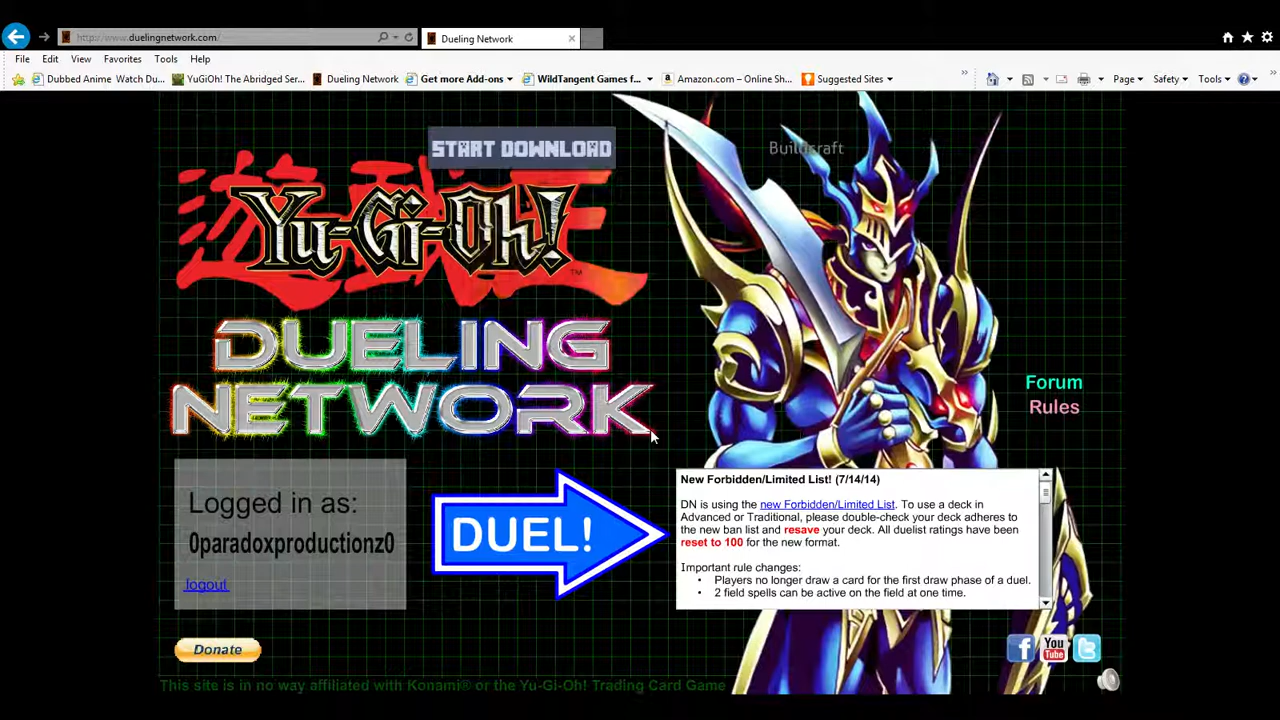 http://www.duelingnetwork.com/
Dueling Network
File Edit View Favorites Tools Help
Dubbed Anime Watch Du... YuGiOh! The Abridged Ser... Dueling Network Get more Add-ons WildTangent Games f... Amazon.com – Online Sh... Suggested Sites
Page Safety Tools
START DOWNLOAD
Buildcraft
遊戯王
Yu-Gi-Oh!
TM
DUELING
NETWORK
Forum
Rules
Logged in as:
0paradoxproductionz0
logout
DUEL!
New Forbidden/Limited List! (7/14/14)
DN is using the new Forbidden/Limited List. To use a deck in
Advanced or Traditional, please double-check your deck adheres to
the new ban list and resave your deck. All duelist ratings have been
reset to 100 for the new format.
Important rule changes:
• Players no longer draw a card for the first draw phase of a duel.
• 2 field spells can be active on the field at one time.
Donate
You
Tube
This site is in no way affiliated with Konami® or the Yu-Gi-Oh! Trading Card Game